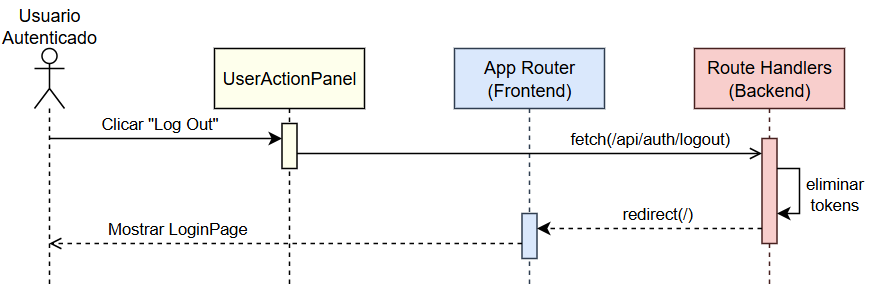 Usuario
Autenticado
UserActionPanel
App Router
(Frontend)
Route Handlers
(Backend)
Clicar "Log Out"
fetch(/api/auth/logout)
eliminar
tokens
redirect(/)
Mostrar LoginPage